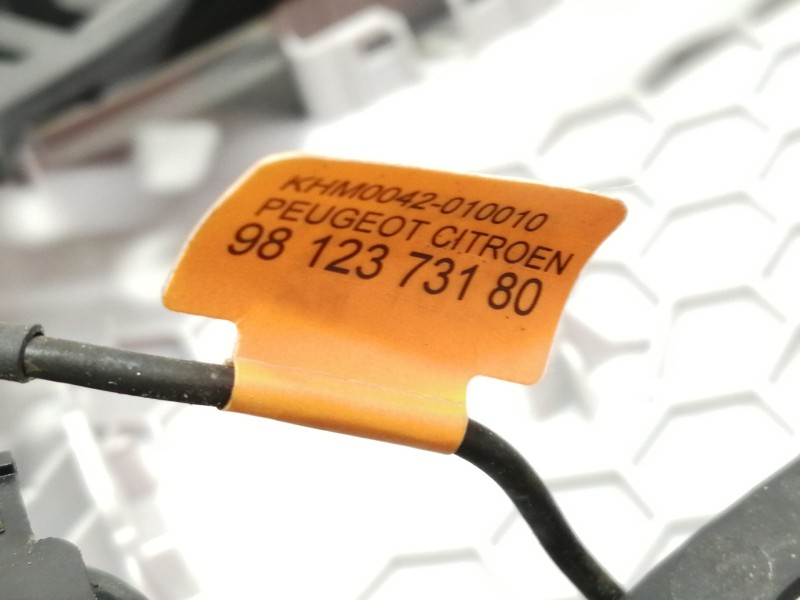 KHM0042-010010
PEUGEOT CITROEN
98 123 731 80